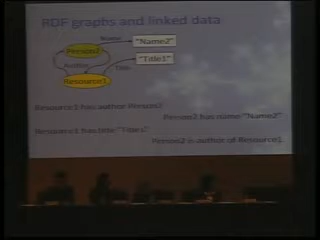 RDF graphs and linked data
Name
"Name2"
Person2
"Title1"
Author
Title
Resource1
Resource1 has author Person2
Person2 has name "Name2"
Resource1 has title "Title1"
Person2 is author of Resource1.